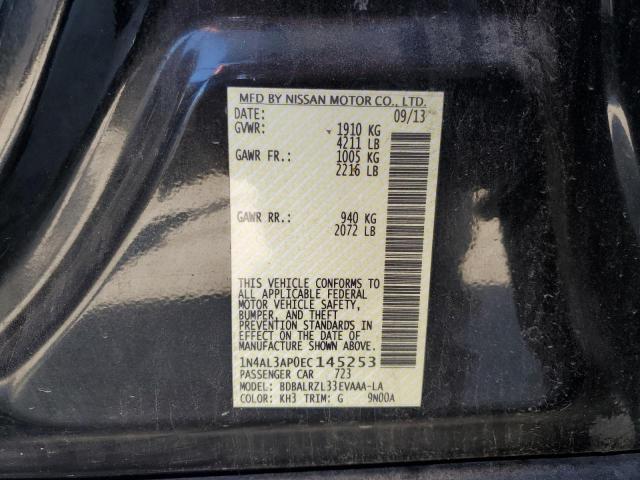 MFD BY NISSAN MOTOR CO., LTD.
DATE: 09/13
GVWR: 1910 KG
4211 LB
GAWR FR.: 1005 KG
2216 LB
GAWR RR.: 940 KG
2072 LB
THIS VEHICLE CONFORMS TO
ALL APPLICABLE FEDERAL
MOTOR VEHICLE SAFETY,
BUMPER, AND THEFT
PREVENTION STANDARDS IN
EFFECT ON THE DATE OF
MANUFACTURE SHOWN ABOVE.
1N4AL3AP0EC145253
PASSENGER CAR 723
MODEL: BDBALRZL33EVAAA-LA
COLOR: KH3 TRIM: G 9N00A